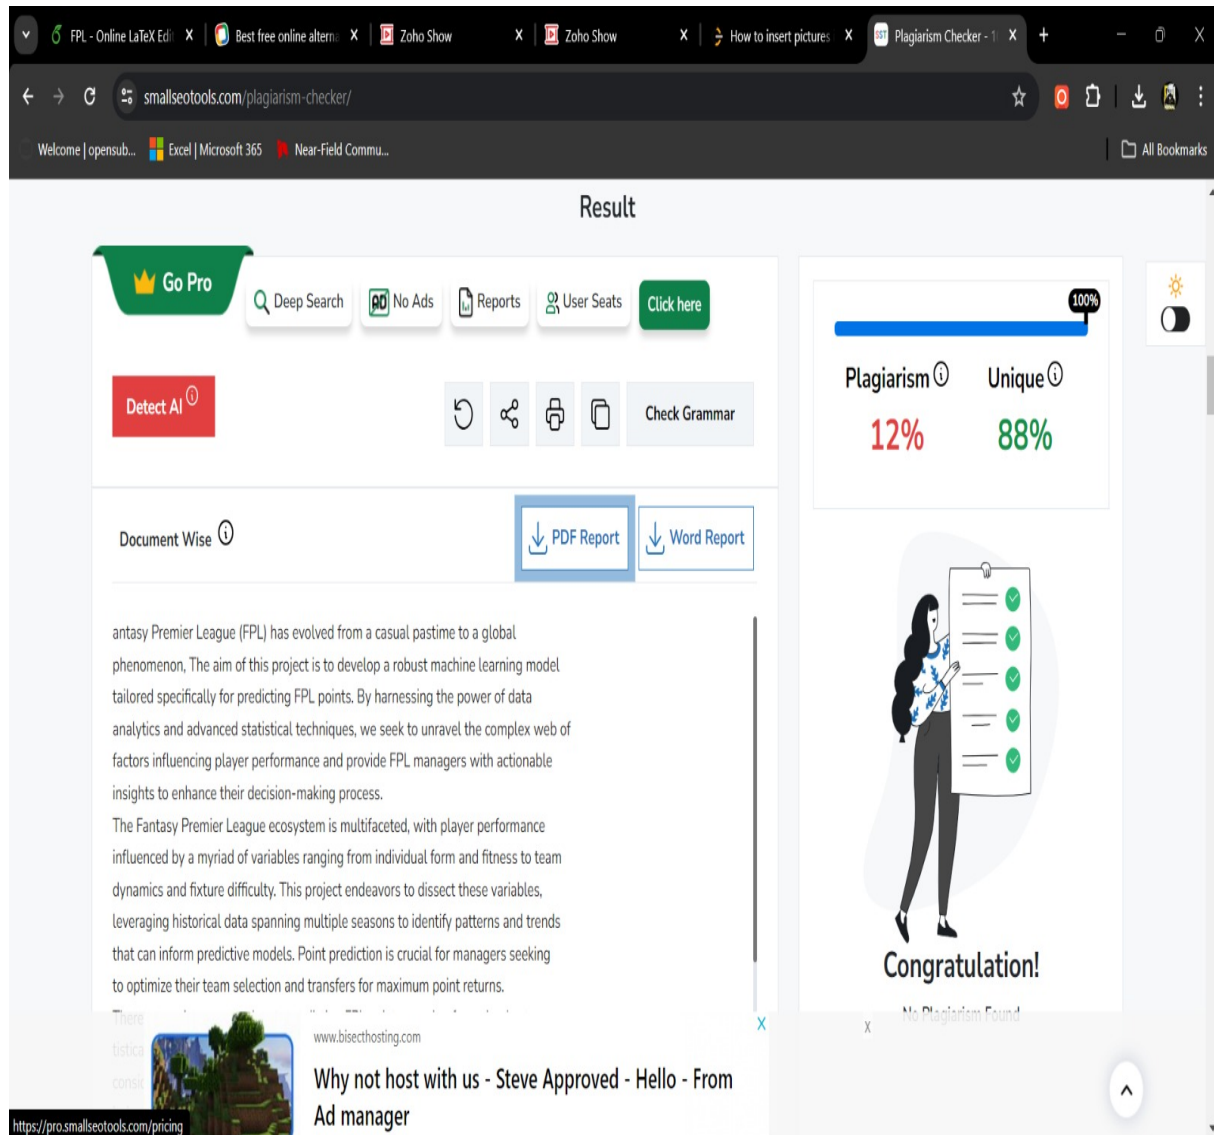 FPL - Online LaTeX Edi
Best free online alterna
Zoho Show
Zoho Show
How to insert pictures
SST
Plagiarism Checker - 1
smallseotools.com/plagiarism-checker/
Welcome | opensub...
Excel | Microsoft 365
Near-Field Commu...
All Bookmarks
Result
Go Pro
Deep Search
AD No Ads
Reports
User Seats
Click here
100%
Plagiarism
Unique
12%
88%
Detect AI
Check Grammar
Document Wise
PDF Report
Word Report
antasy Premier League (FPL) has evolved from a casual pastime to a global
phenomenon, The aim of this project is to develop a robust machine learning model
tailored specifically for predicting FPL points. By harnessing the power of data
analytics and advanced statistical techniques, we seek to unravel the complex web of
factors influencing player performance and provide FPL managers with actionable
insights to enhance their decision-making process.
The Fantasy Premier League ecosystem is multifaceted, with player performance
influenced by a myriad of variables ranging from individual form and fitness to team
dynamics and fixture difficulty. This project endeavors to dissect these variables,
leveraging historical data spanning multiple seasons to identify patterns and trends
that can inform predictive models. Point prediction is crucial for managers seeking
to optimize their team selection and transfers for maximum point returns.
There
tistica
consid
Congratulation!
No Plagiarism Found
www.bisecthosting.com
Why not host with us - Steve Approved - Hello - From
Ad manager
https://pro.smallseotools.com/pricing